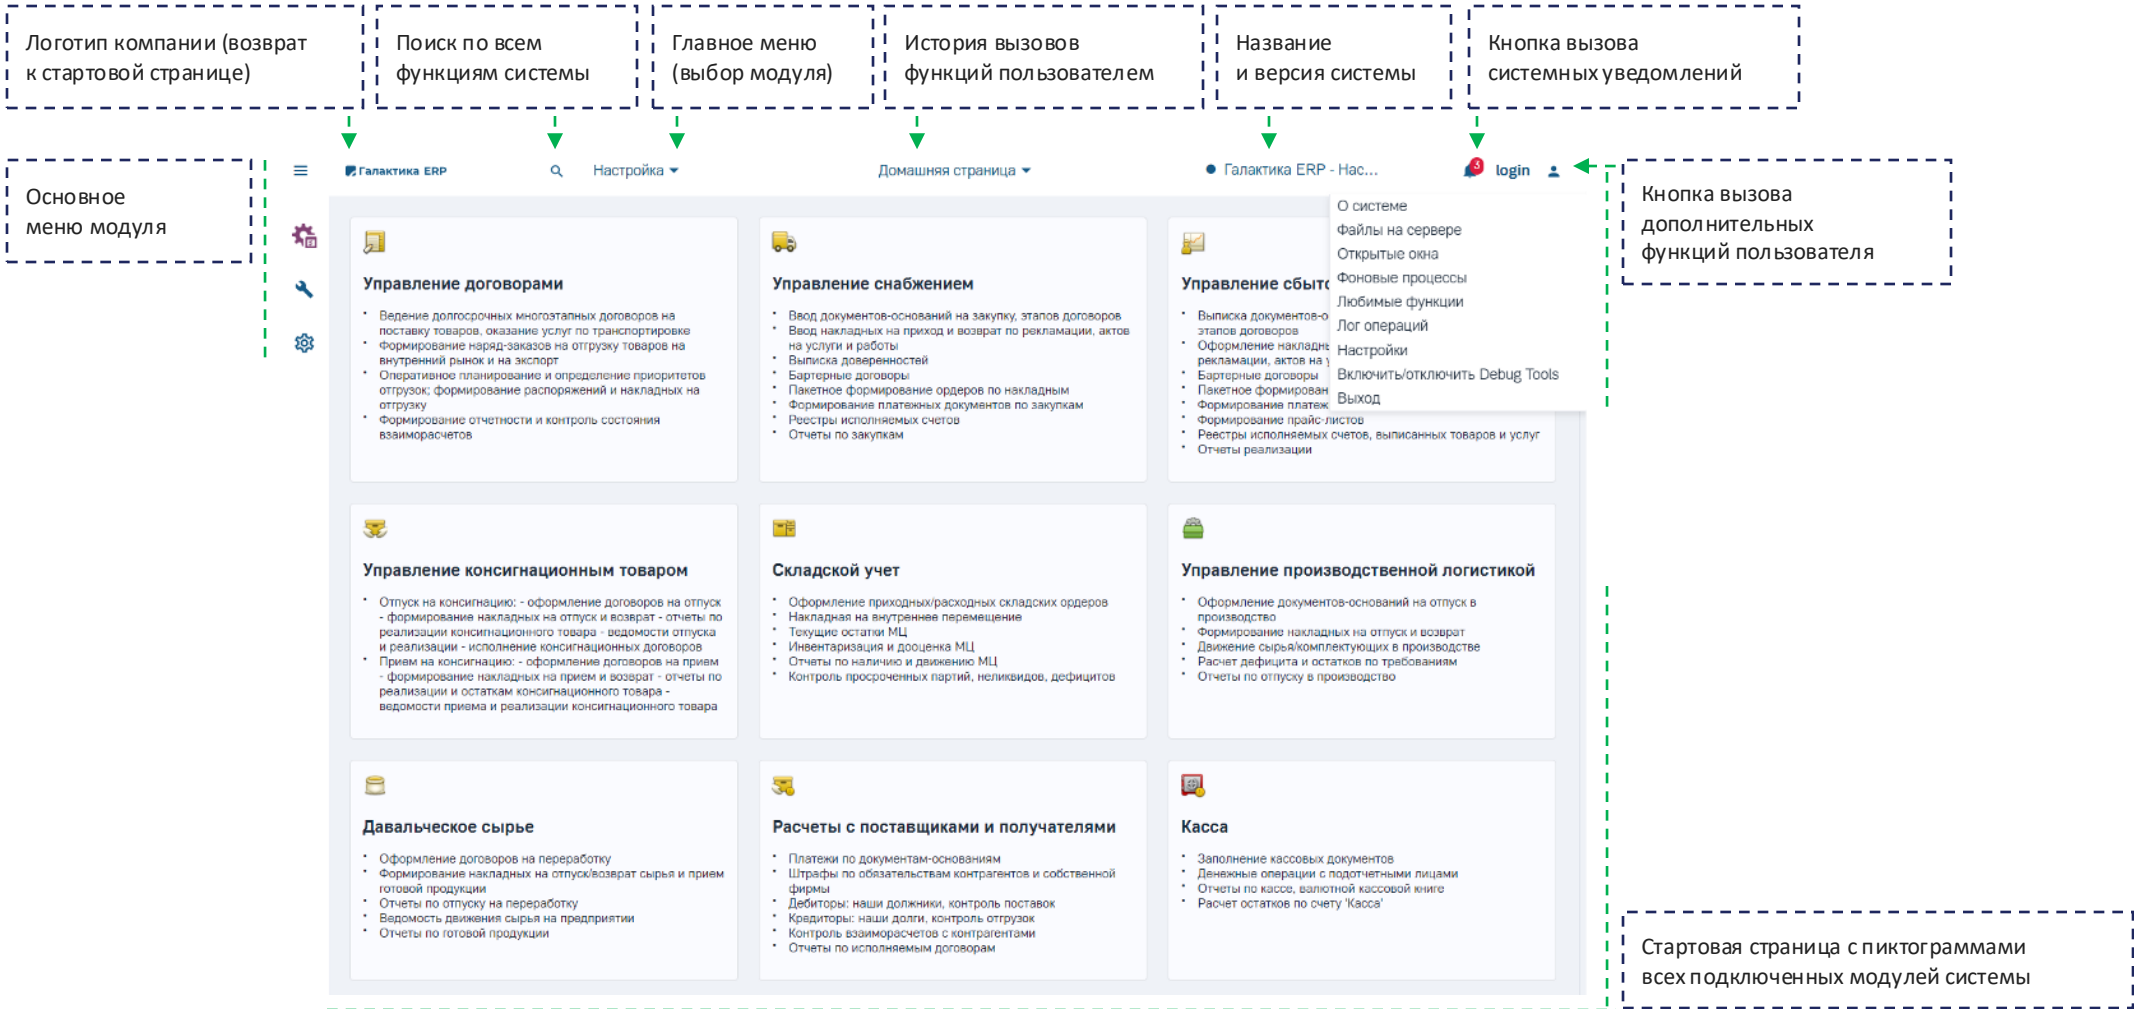 Логотип компании (возврат
к стартовой странице)
Поиск по всем
функциям системы
Главное меню
(выбор модуля)
История вызовов
функций пользователем
Название
и версия системы
Кнопка вызова
системных уведомлений
Основное
меню модуля
Галактика ERP
Настройка
Домашняя страница
Галактика ERP - Нас...
3
login
Кнопка вызова
дополнительных
функций пользователя
О системе
Файлы на сервере
Открытые окна
Фоновые процессы
Любимые функции
Лог операций
Настройки
Включить/отключить Debug Tools
Выход
Управление договорами
Ведение долгосрочных многоэтапных договоров на
поставку товаров, оказание услуг по транспортировке
Формирование наряд-заказов на отгрузку товаров на
внутренний рынок и на экспорт
Оперативное планирование и определение приоритетов
отгрузок; формирование распоряжений и накладных на
отгрузку
Формирование отчетности и контроль состояния
взаиморасчетов
Управление снабжением
Ввод документов-оснований на закупку, этапов договоров
Ввод накладных на приход и возврат по рекламации, актов
на услуги и работы
Выписка доверенностей
Бартерные договоры
Пакетное формирование ордеров по накладным
Формирование платежных документов по закупкам
Реестры исполняемых счетов
Отчеты по закупкам
Управление сбыто
Выписка документов-о
этапов договоров
Оформление накладны
рекламации, актов на у
Бартерные договоры
Пакетное формирован
Формирование платеж
Формирование прайс-листов
Реестры исполняемых счетов, выписанных товаров и услуг
Отчеты реализации
Управление консигнационным товаром
Отпуск на консигнацию: - оформление договоров на отпуск
- формирование накладных на отпуск и возврат - отчеты по
реализации консигнационного товара - ведомости отпуска
и реализации - исполнение консигнационных договоров
Прием на консигнацию: - оформление договоров на прием
- формирование накладных на прием и возврат - отчеты по
реализации и остаткам консигнационного товара -
ведомости приема и реализации консигнационного товара
Складской учет
Оформление приходных/расходных складских ордеров
Накладная на внутреннее перемещение
Текущие остатки МЦ
Инвентаризация и дооценка МЦ
Отчеты по наличию и движению МЦ
Контроль просроченных партий, неликвидов, дефицитов
Управление производственной логистикой
Оформление документов-оснований на отпуск в
производство
Формирование накладных на отпуск и возврат
Движение сырья/комплектующих в производстве
Расчет дефицита и остатков по требованиям
Отчеты по отпуску в производство
Давальческое сырье
Оформление договоров на переработку
Формирование накладных на отпуск/возврат сырья и прием
готовой продукции
Отчеты по отпуску на переработку
Ведомость движения сырья на предприятии
Отчеты по готовой продукции
Расчеты с поставщиками и получателями
Платежи по документам-основаниям
Штрафы по обязательствам контрагентов и собственной
фирмы
Дебиторы: наши должники, контроль поставок
Кредиторы: наши долги, контроль отгрузок
Контроль взаиморасчетов с контрагентами
Отчеты по исполняемым договорам
Касса
Заполнение кассовых документов
Денежные операции с подотчетными лицами
Отчеты по кассе, валютной кассовой книге
Расчет остатков по счету 'Касса'
Стартовая страница с пиктограммами
всех подключенных модулей системы